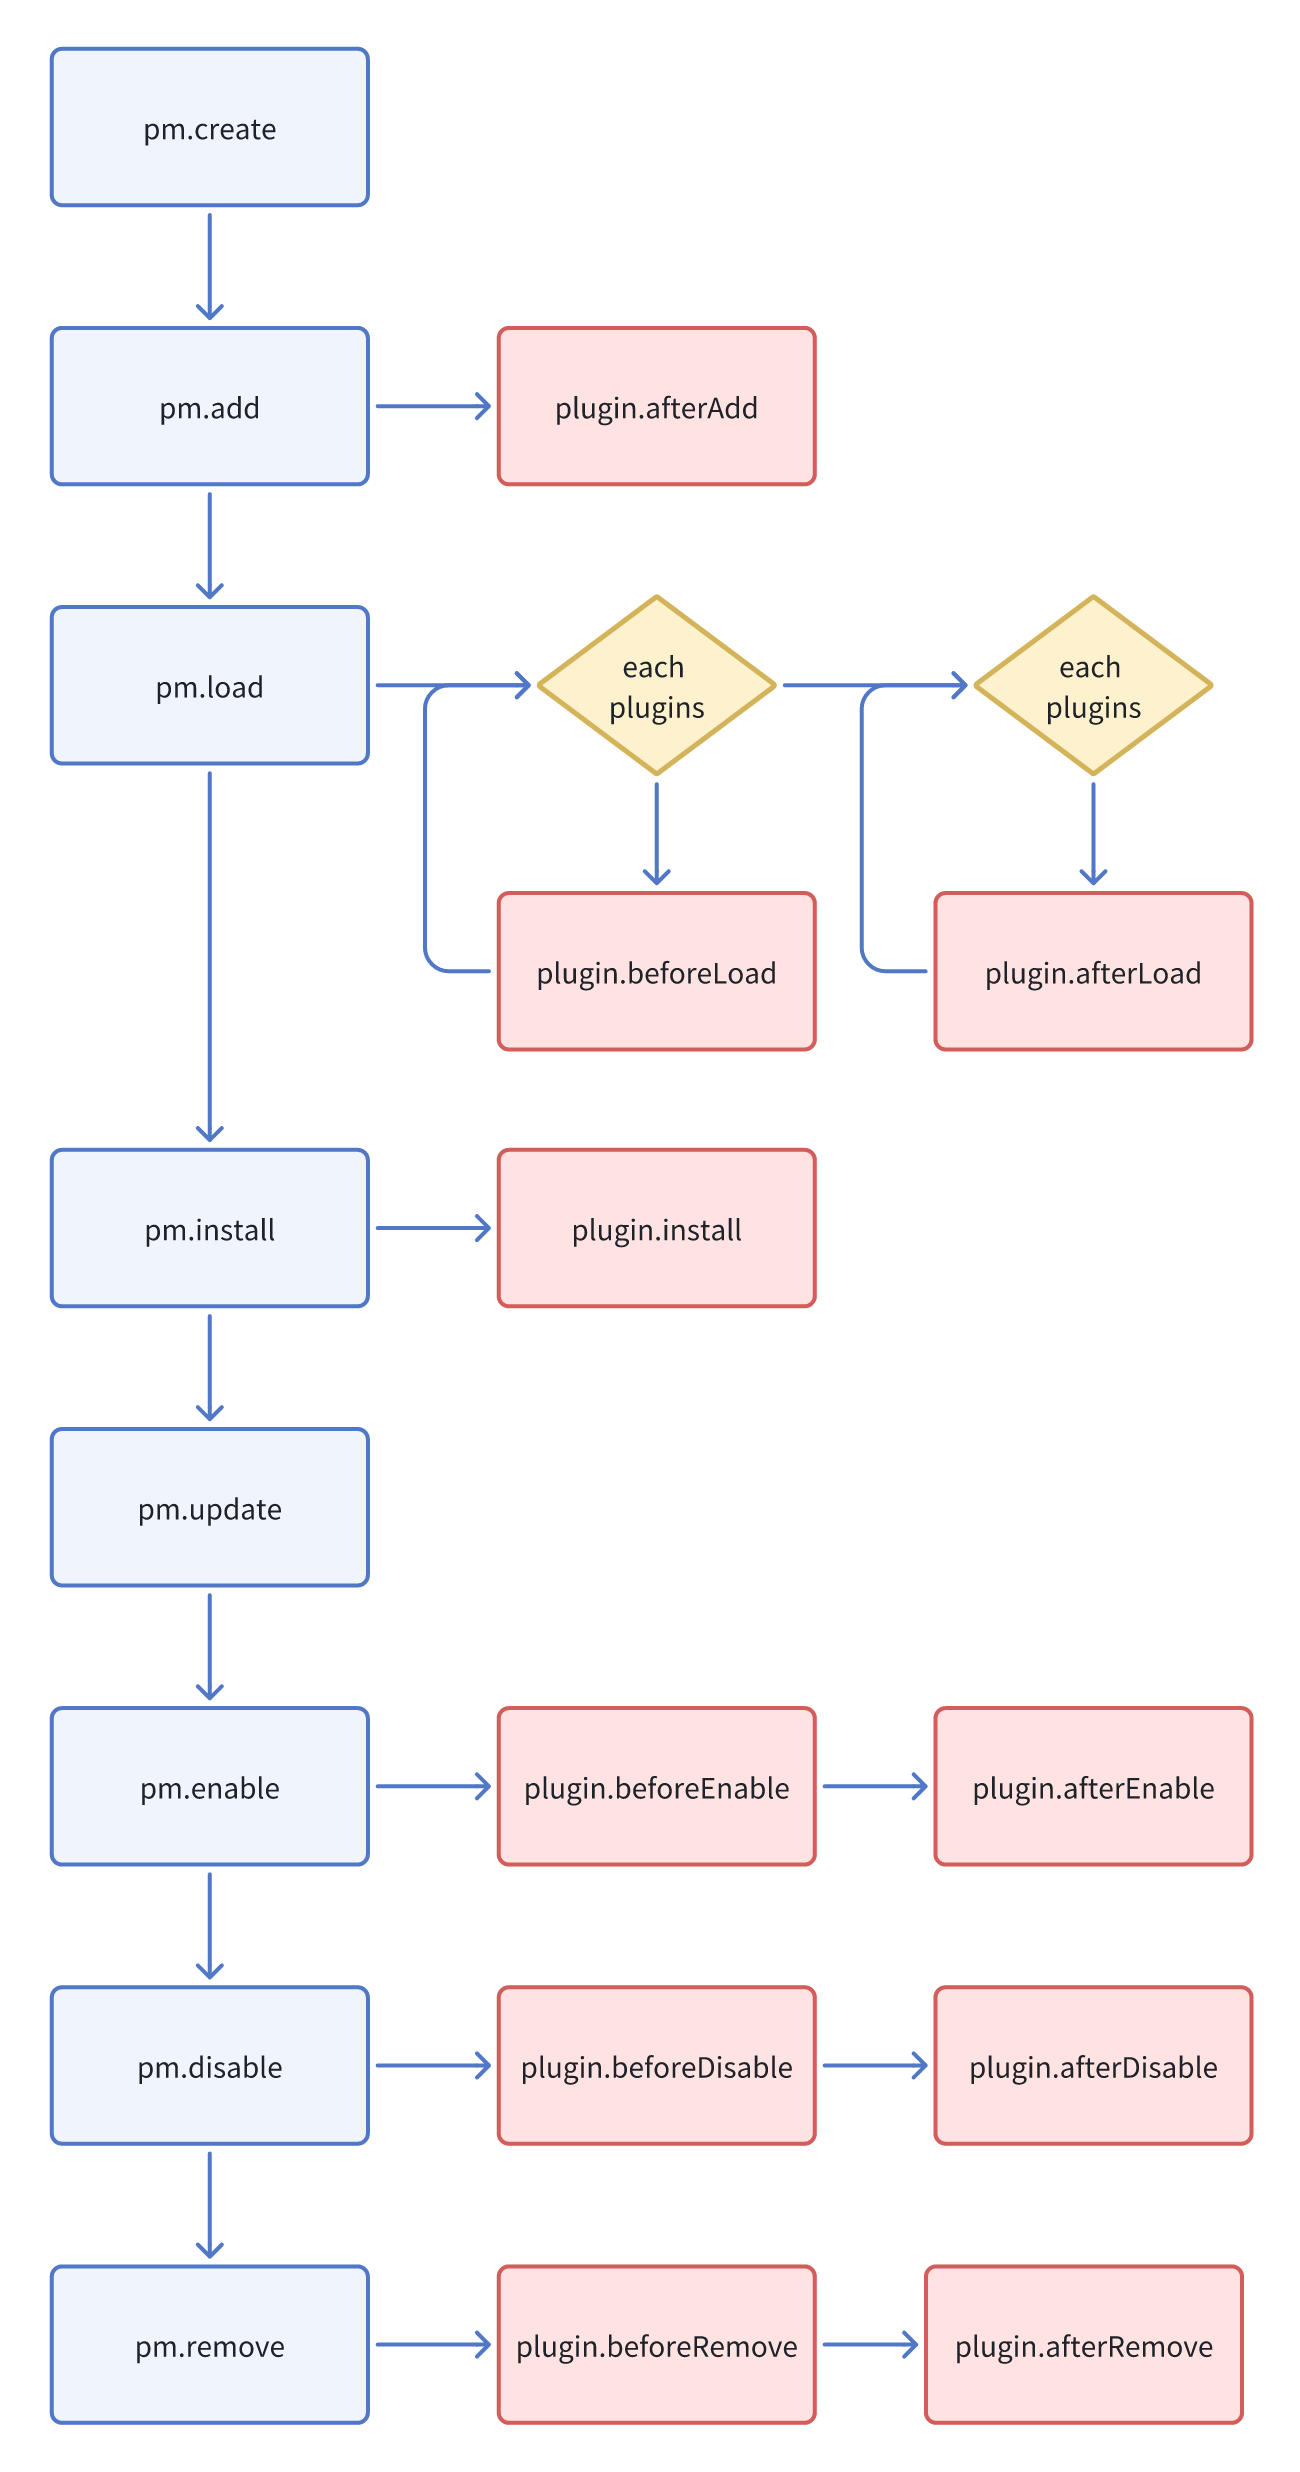 pm.create
pm.add
plugin.afterAdd
pm.load
each
plugins
each
plugins
plugin.beforeLoad
plugin.afterLoad
pm.install
plugin.install
pm.update
pm.enable
plugin.beforeEnable
plugin.afterEnable
pm.disable
plugin.beforeDisable
plugin.afterDisable
pm.remove
plugin.beforeRemove
plugin.afterRemove